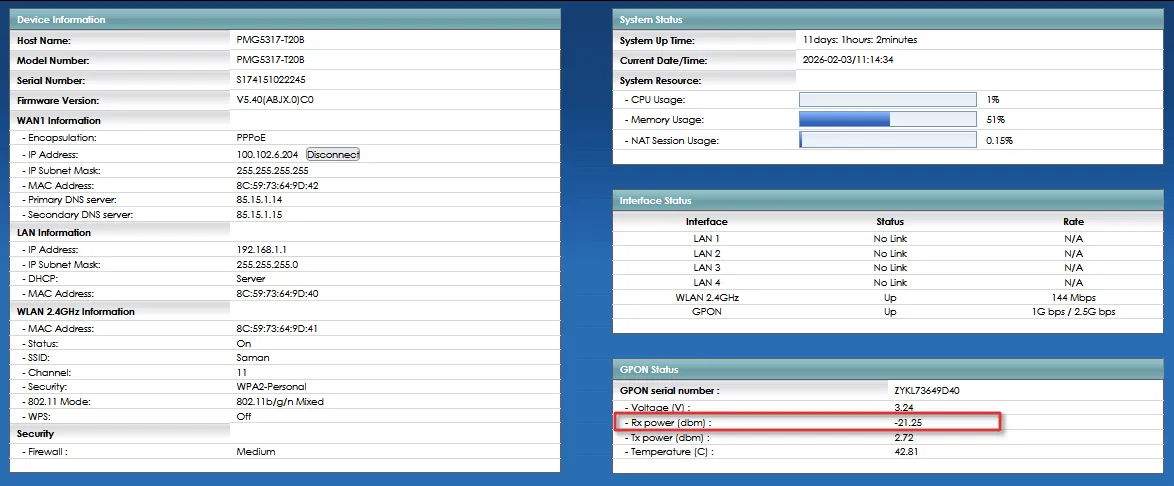 Device Information
Host Name: PMG5317-T20B
Model Number: PMG5317-T20B
Serial Number: S174151022245
Firmware Version: V5.40(ABJX.0)C0
WAN1 Information
- Encapsulation: PPPoE
- IP Address: 100.102.6.204 Disconnect
- IP Subnet Mask: 255.255.255.255
- MAC Address: 8C:59:73:64:9D:42
- Primary DNS server: 85.15.1.14
- Secondary DNS server: 85.15.1.15
LAN Information
- IP Address: 192.168.1.1
- IP Subnet Mask: 255.255.255.0
- DHCP: Server
- MAC Address: 8C:59:73:64:9D:40
WLAN 2.4GHz Information
- MAC Address: 8C:59:73:64:9D:41
- Status: On
- SSID: Saman
- Channel: 11
- Security: WPA2-Personal
- 802.11 Mode: 802.11b/g/n Mixed
- WPS: Off
Security
- Firewall : Medium
System Status
System Up Time: 11days: 1hours: 2minutes
Current Date/Time: 2026-02-03/11:14:34
System Resource:
- CPU Usage: 1%
- Memory Usage: 51%
- NAT Session Usage: 0.15%
Interface Status
Interface Status Rate
LAN 1 No Link N/A
LAN 2 No Link N/A
LAN 3 No Link N/A
LAN 4 No Link N/A
WLAN 2.4GHz Up 144 Mbps
GPON Up 1G bps / 2.5G bps
GPON Status
GPON serial number : ZYKL73649D40
- Voltage (V) : 3.24
- Rx power (dbm) : -21.25
- Tx power (dbm) : 2.72
- Temperature (C) : 42.81